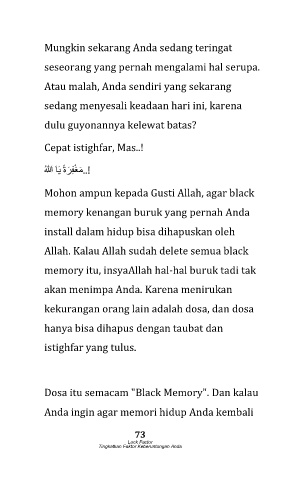 Mungkin sekarang Anda sedang teringat
seseorang yang pernah mengalami hal serupa.
Atau malah, Anda sendiri yang sekarang
sedang menyesali keadaan hari ini, karena
dulu guyonannya kelewat batas?
Cepat istighfar, Mas..!
مَغْفِرَةً يَا اللهُ..!
Mohon ampun kepada Gusti Allah, agar black
memory kenangan buruk yang pernah Anda
install dalam hidup bisa dihapuskan oleh
Allah. Kalau Allah sudah delete semua black
memory itu, insyaAllah hal-hal buruk tadi tak
akan menimpa Anda. Karena menirukan
kekurangan orang lain adalah dosa, dan dosa
hanya bisa dihapus dengan taubat dan
istighfar yang tulus.
Dosa itu semacam "Black Memory". Dan kalau
Anda ingin agar memori hidup Anda kembali
73
Luck Factor
Tingkatkan Faktor Keberuntungan Anda